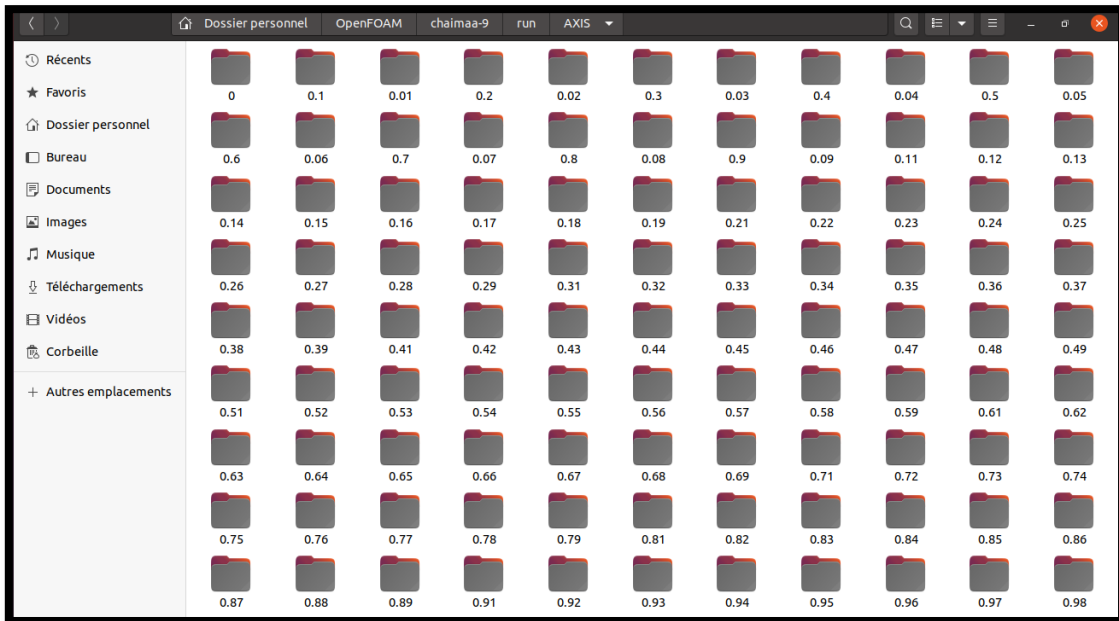 Dossier personnel OpenFOAM chaimaa-9 run AXIS
Récents
Favoris
Dossier personnel
Bureau
Documents
Images
Musique
Téléchargements
Vidéos
Corbeille
+ Autres emplacements
0 0.1 0.01 0.2 0.02 0.3 0.03 0.4 0.04 0.5 0.05
0.6 0.06 0.7 0.07 0.8 0.08 0.9 0.09 0.11 0.12 0.13
0.14 0.15 0.16 0.17 0.18 0.19 0.21 0.22 0.23 0.24 0.25
0.26 0.27 0.28 0.29 0.31 0.32 0.33 0.34 0.35 0.36 0.37
0.38 0.39 0.41 0.42 0.43 0.44 0.45 0.46 0.47 0.48 0.49
0.51 0.52 0.53 0.54 0.55 0.56 0.57 0.58 0.59 0.61 0.62
0.63 0.64 0.65 0.66 0.67 0.68 0.69 0.71 0.72 0.73 0.74
0.75 0.76 0.77 0.78 0.79 0.81 0.82 0.83 0.84 0.85 0.86
0.87 0.88 0.89 0.91 0.92 0.93 0.94 0.95 0.96 0.97 0.98